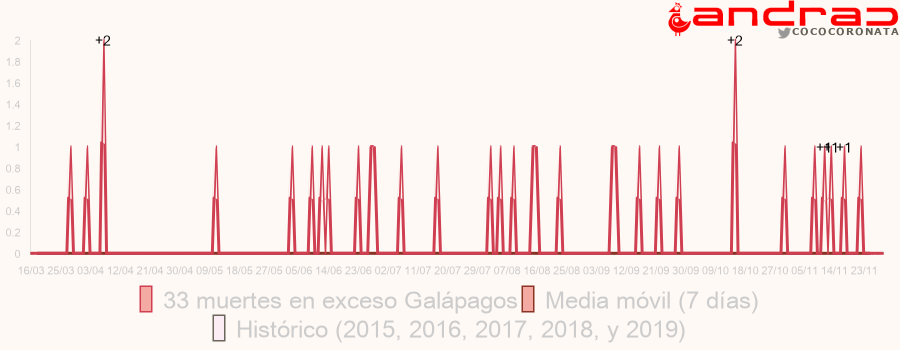 andrab
COCOCORONATA
+2 +2
2
1.8
1.6
1.4
1.2
1 +1 +1 +1
0.8
0.6
0.4
0.2
0
16/03 25/03 03/04 12/04 21/04 30/04 09/05 18/05 27/05 05/06 14/06 23/06 02/07 11/07 20/07 29/07 07/08 16/08 25/08 03/09 12/09 21/09 30/09 09/10 18/10 27/10 05/11 14/11 23/11
33 muertes en exceso Galápagos Media móvil (7 días)
Histórico (2015, 2016, 2017, 2018, y 2019)